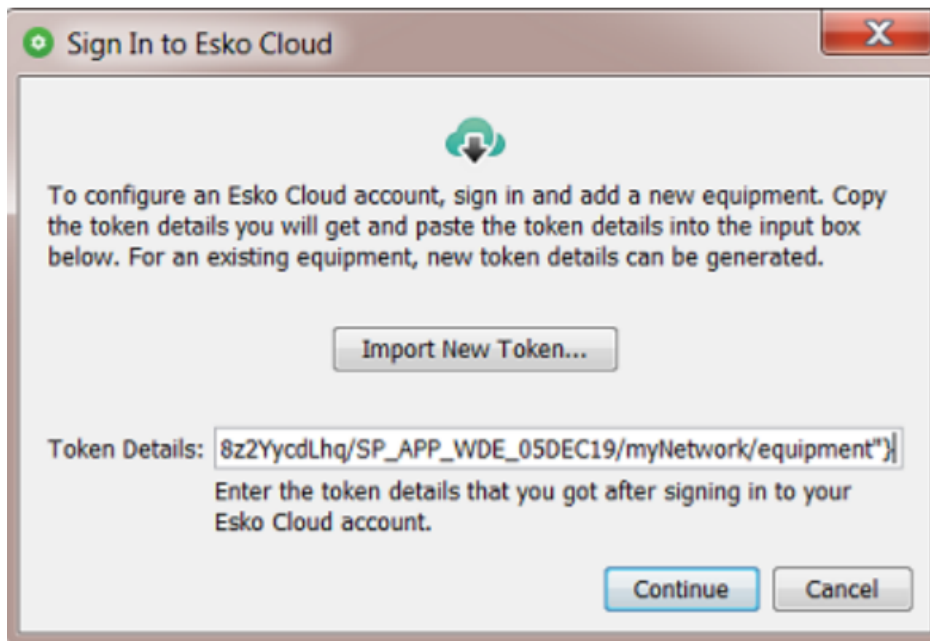 Sign In to Esko Cloud
To configure an Esko Cloud account, sign in and add a new equipment. Copy
the token details you will get and paste the token details into the input box
below. For an existing equipment, new token details can be generated.
Import New Token...
Token Details: 8z2YycdLhq/SP_APP_WDE_05DEC19/myNetwork/equipment"}
Enter the token details that you got after signing in to your
Esko Cloud account.
Continue Cancel